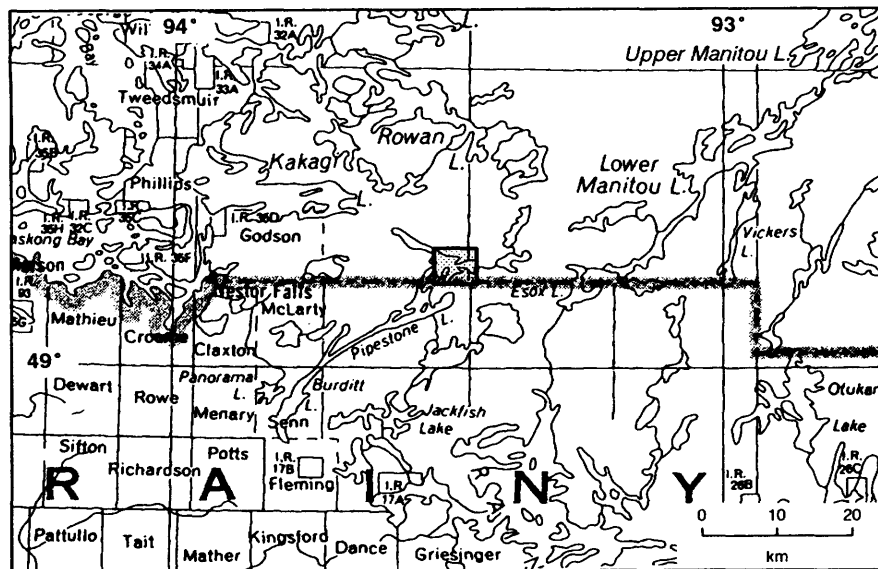 94°
93°
Wil
Bay
I.R.
32A
I.R.
34A
I.R.
33A
Tweedsmuir
Upper Manitou L.
Rowan
L.
Kakagi
L.
Lower
Manitou L.
I.R.
35B
Phillips
I.R.
35H
I.R.
32C
I.R.
35C
I.R. 35D
Godson
askong Bay
I.R. 35F
Vickers
L.
I.R.
93
Nestor Falls
McLarty
Esox L.
Mathieu
Claxton
Pipestone
L.
49°
Panorama
L.
Dewart
Rowe
Menary
Burditt
L.
Senn
Jackfish
Lake
Otukam
Lake
Sifton
Richardson
Potts
I.R.
17B
Fleming
I.R.
17A
I.R.
26B
I.R.
26C
R A I N Y
Pattullo
Tait
Mather
Kingsford
Dance
Griesinger
0 10 20
km